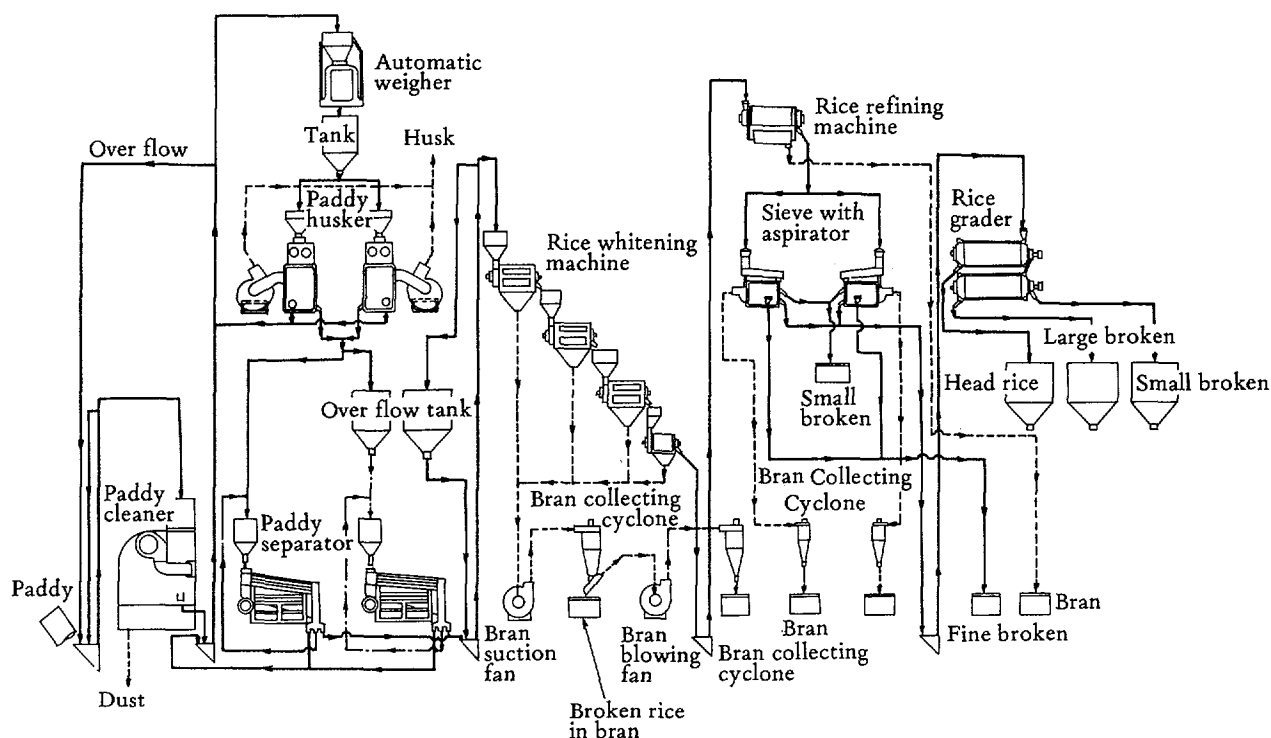 Automatic
weigher
Tank
Husk
Over flow
Paddy
husker
Rice whitening
machine
Over flow tank
Paddy
cleaner
Paddy
separator
Paddy
Dust
Bran collecting
cyclone
Bran
suction
fan
Broken rice
in bran
Bran
blowing
fan
Rice refining
machine
Sieve with
aspirator
Rice
grader
Large broken
Head rice
Small broken
Small
broken
Bran Collecting
Cyclone
Bran
Bran collecting
cyclone
Fine broken
Bran